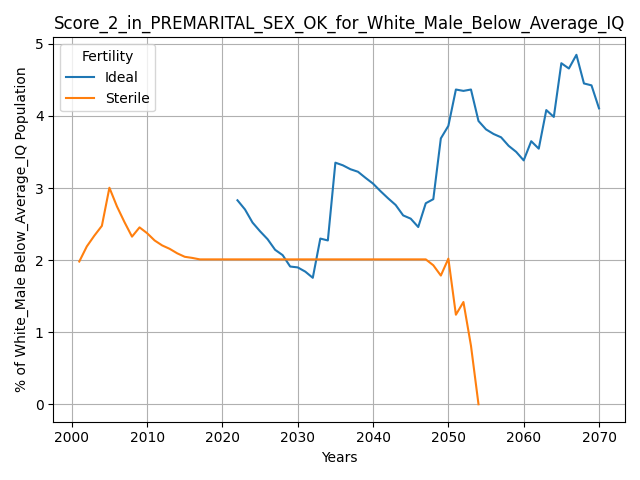 Score_2_in_PREMARITAL_SEX_OK_for_White_Male_Below_Average_IQ
% of White_Male Below_Average_IQ Population
5
4
3
2
1
0
Fertility
Ideal
Sterile
2000 2010 2020 2030 2040 2050 2060 2070
Years